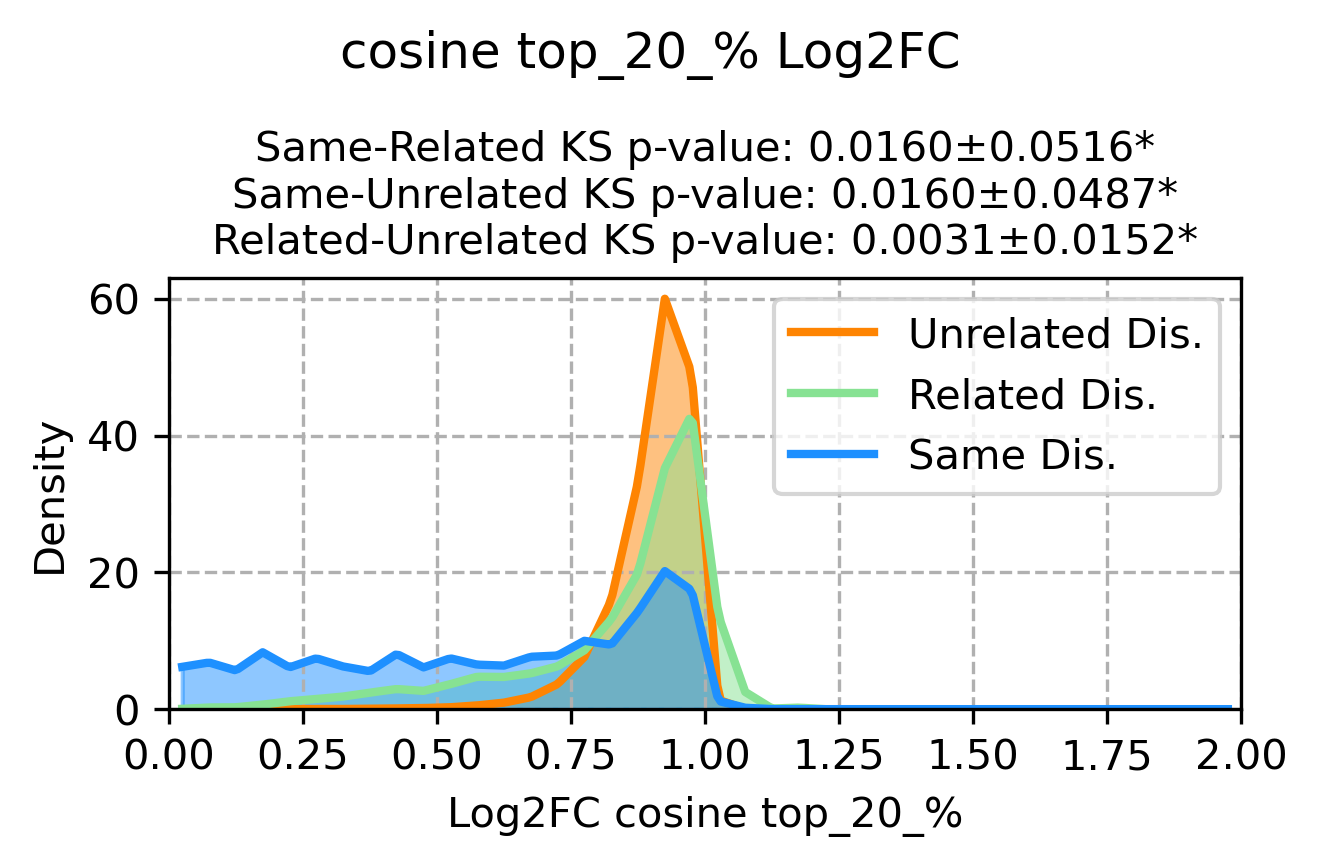 cosine top_20_% Log2FC
Same-Related KS p-value: 0.0160±0.0516*
Same-Unrelated KS p-value: 0.0160±0.0487*
Related-Unrelated KS p-value: 0.0031±0.0152*
60
40
20
0
Density
Unrelated Dis.
Related Dis.
Same Dis.
0.00 0.25 0.50 0.75 1.00 1.25 1.50 1.75 2.00
Log2FC cosine top_20_%